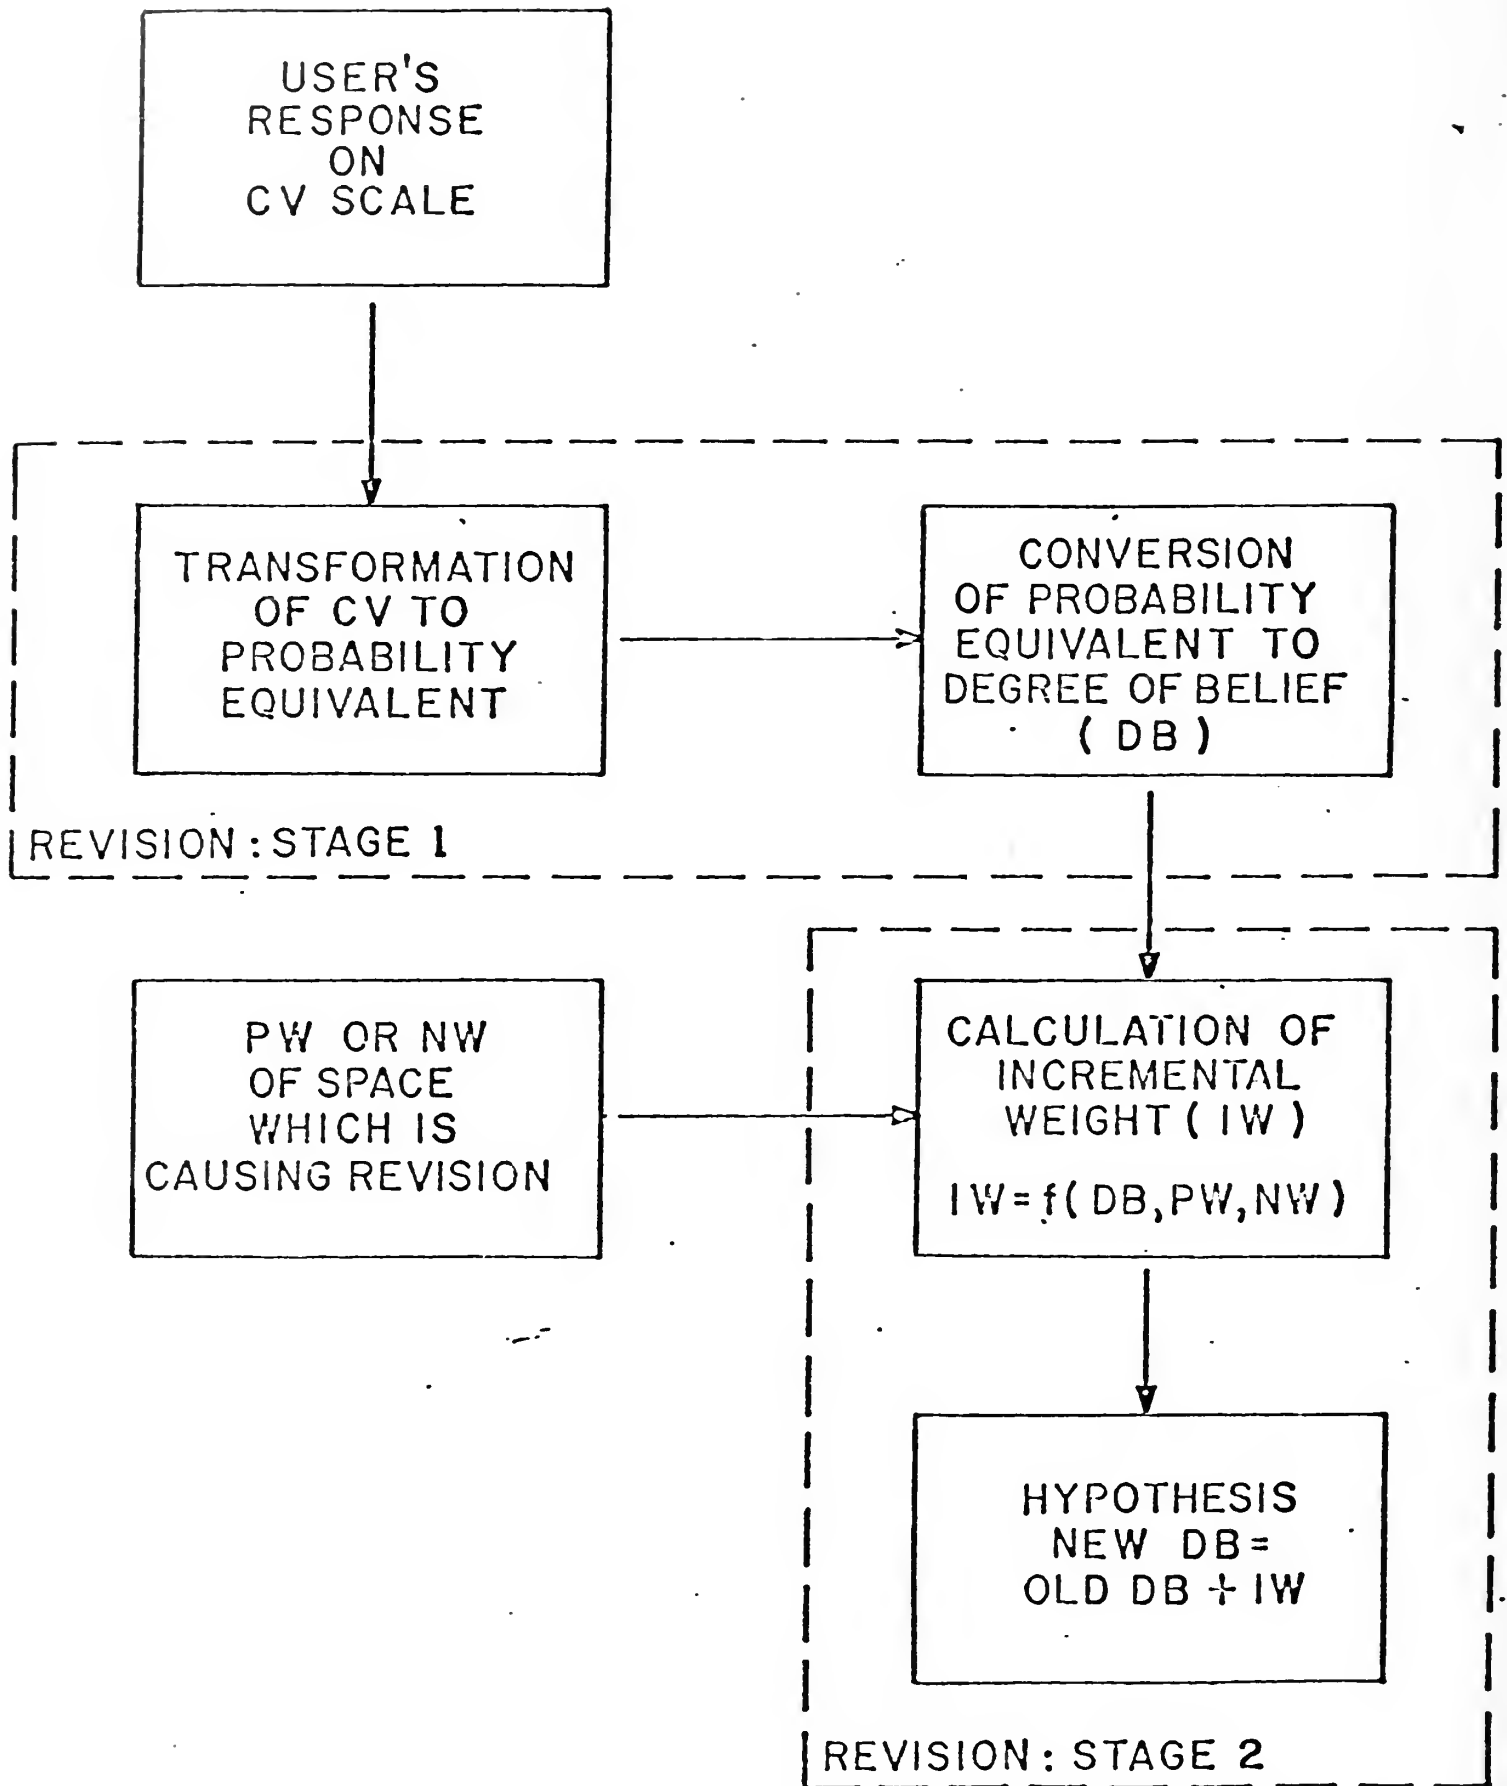 USER'S
RESPONSE
ON
CV SCALE
TRANSFORMATION
OF CV TO
PROBABILITY
EQUIVALENT
CONVERSION
OF PROBABILITY
EQUIVALENT TO
DEGREE OF BELIEF
( DB )
REVISION : STAGE 1
PW OR NW
OF SPACE
WHICH IS
CAUSING REVISION
CALCULATION OF
INCREMENTAL
WEIGHT ( IW )
IW = f( DB, PW, NW )
HYPOTHESIS
NEW DB =
OLD DB + IW
REVISION : STAGE 2